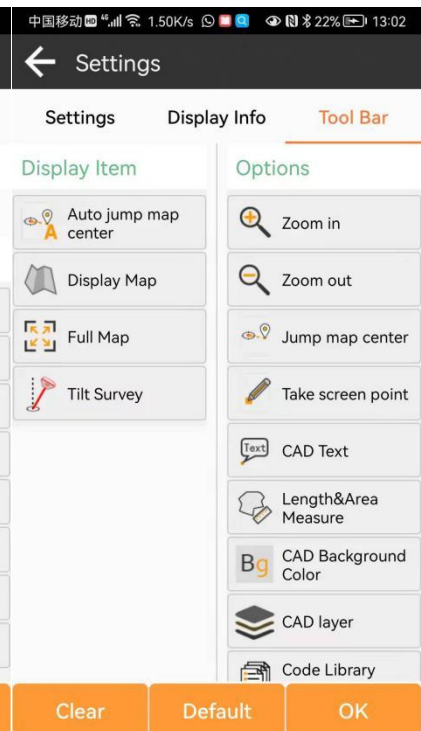 中国移动 HD 46 1.50K/s 22% 13:02
Settings
Settings Display Info Tool Bar
Display Item
Auto jump map
center
A
Display Map
Full Map
Tilt Survey
Options
Zoom in
Zoom out
Jump map center
Take screen point
Text
CAD Text
Length&Area
Measure
Bg
CAD Background
Color
CAD layer
Code Library
Clear Default OK